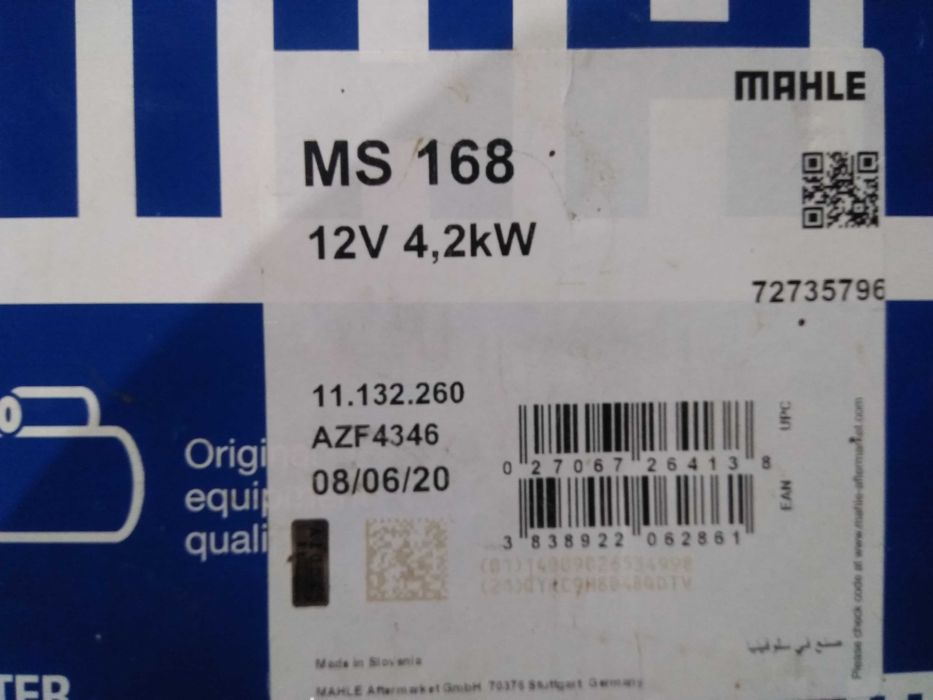 MAHLE
MS 168
12V 4,2kW
72735796
11.132.260
AZF4346
08/06/20
Origi
equip
quali
UPC
0 27067 26413 8
EAN
3 838922 062861
Please check code at www.mahle-aftermarket.com
صنع في سلوفينيا
Made in Slovenia
MAHLE Aftermarket GmbH 70376 Stuttgart Germany
TER